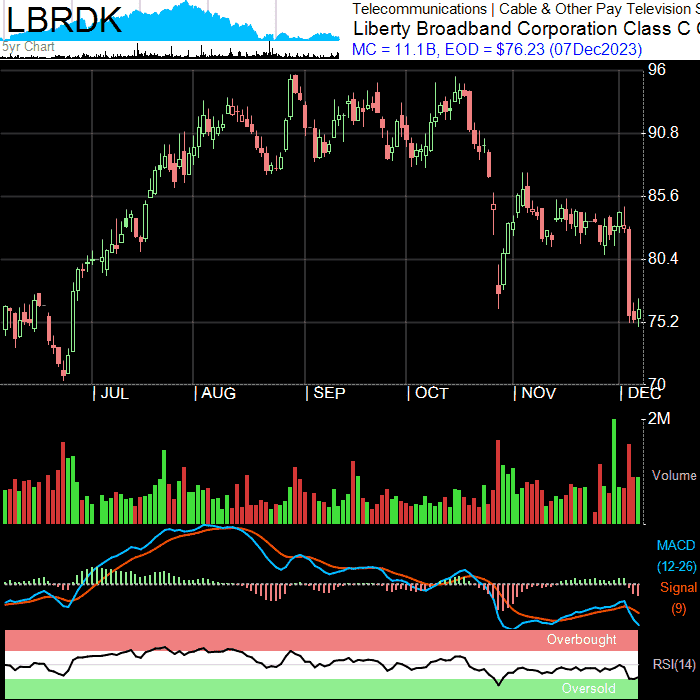 LBRDK
5yr Chart
Telecommunications | Cable & Other Pay Television S
Liberty Broadband Corporation Class C
MC = 11.1B, EOD = $76.23 (07Dec2023)
96
90.8
85.6
80.4
75.2
70
JUL AUG SEP OCT NOV DEC
2M
Volume
MACD
(12-26)
Signal
(9)
Overbought
RSI(14)
Oversold